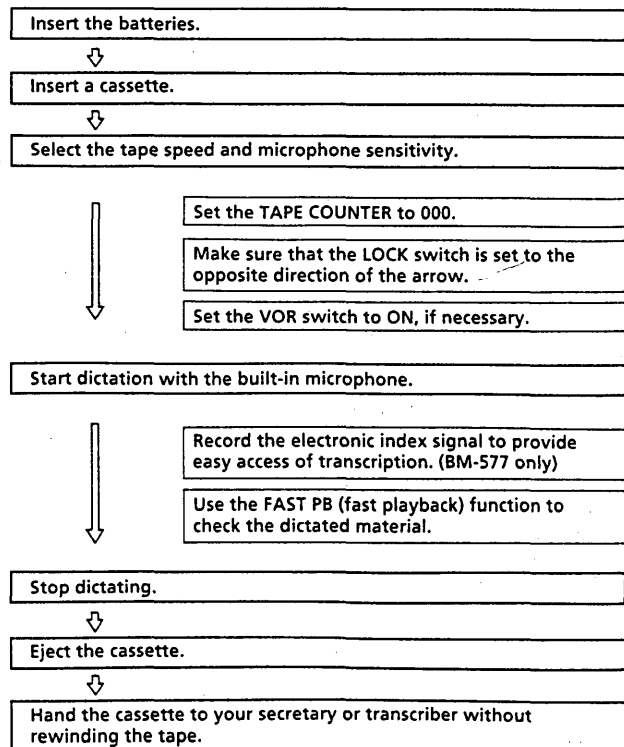 Insert the batteries.
Insert a cassette.
Select the tape speed and microphone sensitivity.
Set the TAPE COUNTER to 000.
Make sure that the LOCK switch is set to the
opposite direction of the arrow.
Set the VOR switch to ON, if necessary.
Start dictation with the built-in microphone.
Record the electronic index signal to provide
easy access of transcription. (BM-577 only)
Use the FAST PB (fast playback) function to
check the dictated material.
Stop dictating.
Eject the cassette.
Hand the cassette to your secretary or transcriber without
rewinding the tape.